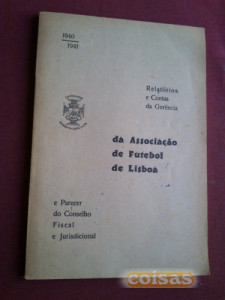 1940
1941
Relatórios
e Contas
da Gerência
da Associação
de Futebol
de Lisboa
e Parecer
do Conselho
Fiscal
e Jurisdicional
coisas